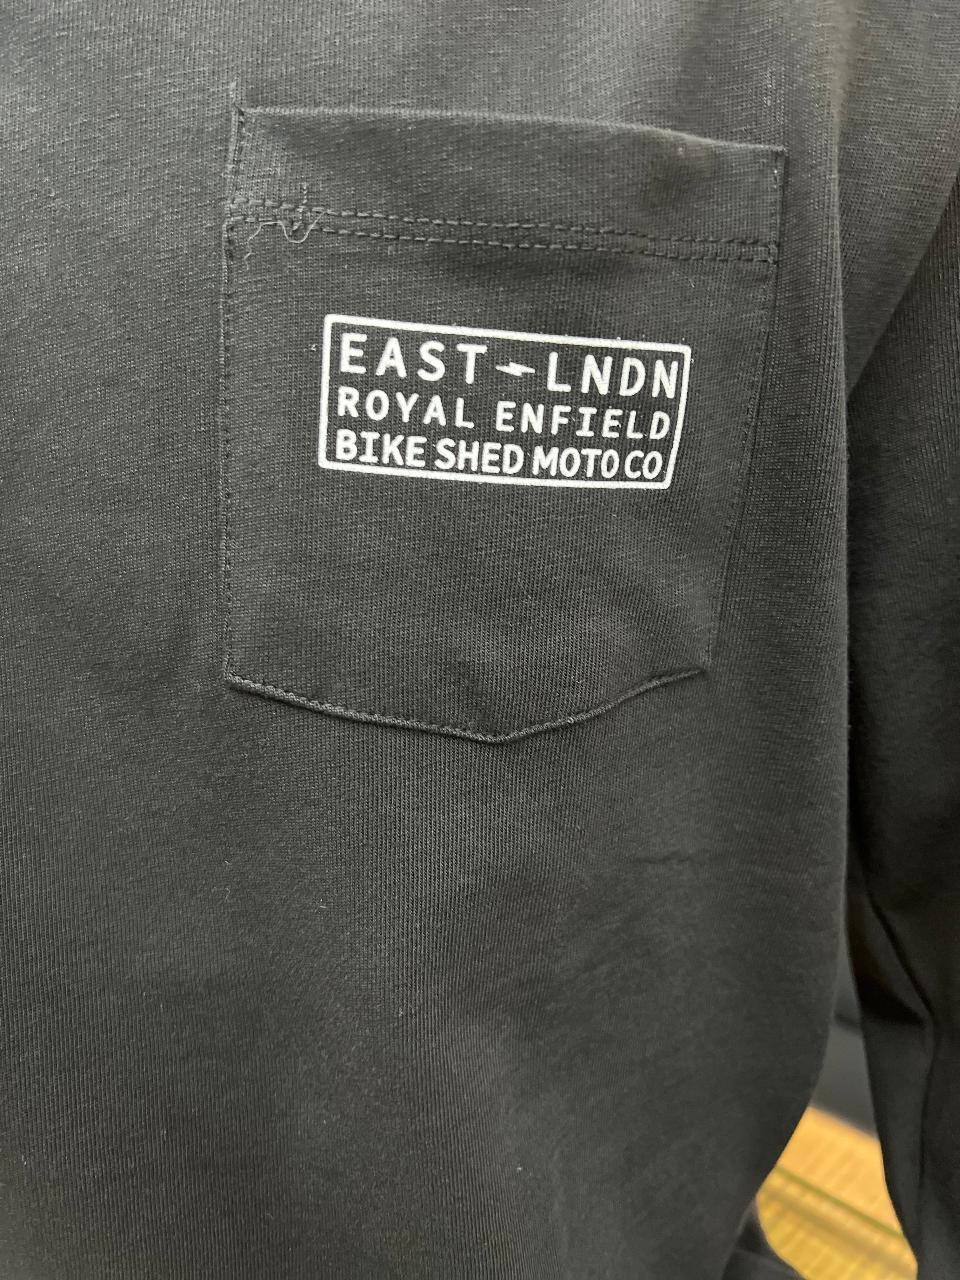 EAST LNDN
ROYAL ENFIELD
BIKE SHED MOTO CO